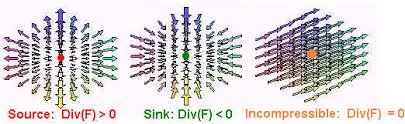 Source: Div(F) > 0 Sink: Div(F) < 0 Incompressible: Div(F) = 0